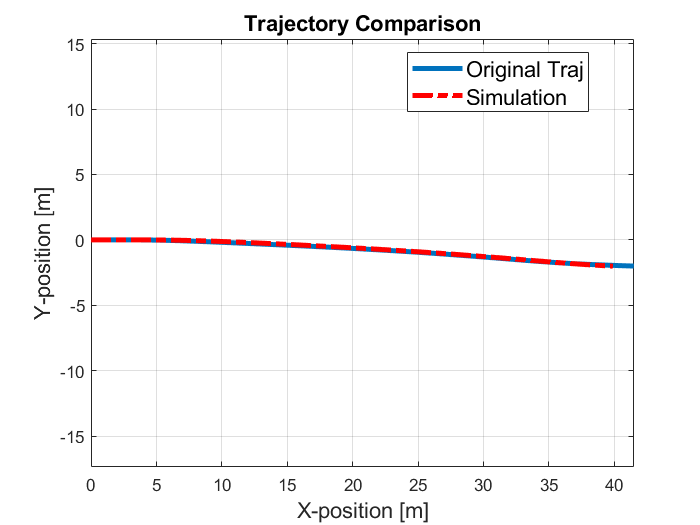 Trajectory Comparison
Original Traj
Simulation
15
10
5
0
-5
-10
-15
Y-position [m]
0 5 10 15 20 25 30 35 40
X-position [m]